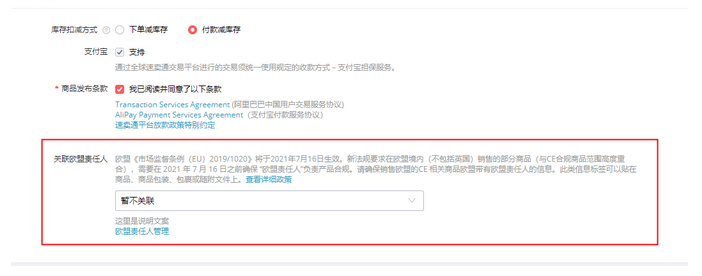 库存扣减方式 ? 下单减库存 付款减库存
支付宝 支持
通过全球速卖通交易平台进行的交易须统一使用规定的收款方式 - 支付宝担保服务。
* 商品发布条款 我已阅读并同意了以下条款
Transaction Services Agreement (阿里巴巴中国用户交易服务协议)
AliPay Payment Services Agreement（支付宝付款服务协议）
速卖通平台放款政策特别约定
关联欧盟责任人 欧盟《市场监督条例（EU）2019/1020》将于2021年7月16日生效。新法规要求在欧盟境内（不包括英国）销售的部分商品（与CE合规商品范围高度重
合），需要在 2021 年 7 月 16 日之前确保 “欧盟责任人”负责产品合规。请确保销售欧盟的CE 相关商品欧盟带有欧盟责任人的信息。此类信息标签可以贴在
商品、商品包装、包裹或随附文件上。查看详细政策
暂不关联
这里是说明文案
欧盟责任人管理